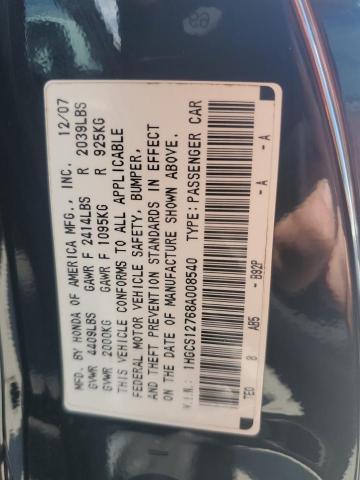 MFD. BY HONDA OF AMERICA MFG., INC. 12/07
GVWR 4409LBS GAWR F 2414LBS R 2039LBS
GVWR 2000KG GAWR F 1095KG R 925KG
THIS VEHICLE CONFORMS TO ALL APPLICABLE
FEDERAL MOTOR VEHICLE SAFETY, BUMPER,
AND THEFT PREVENTION STANDARDS IN EFFECT
ON THE DATE OF MANUFACTURE SHOWN ABOVE.
V.I.N.: 1HGCS12768A008540 TYPE:PASSENGER CAR
TEO 8 AB5 - B92P - A - A